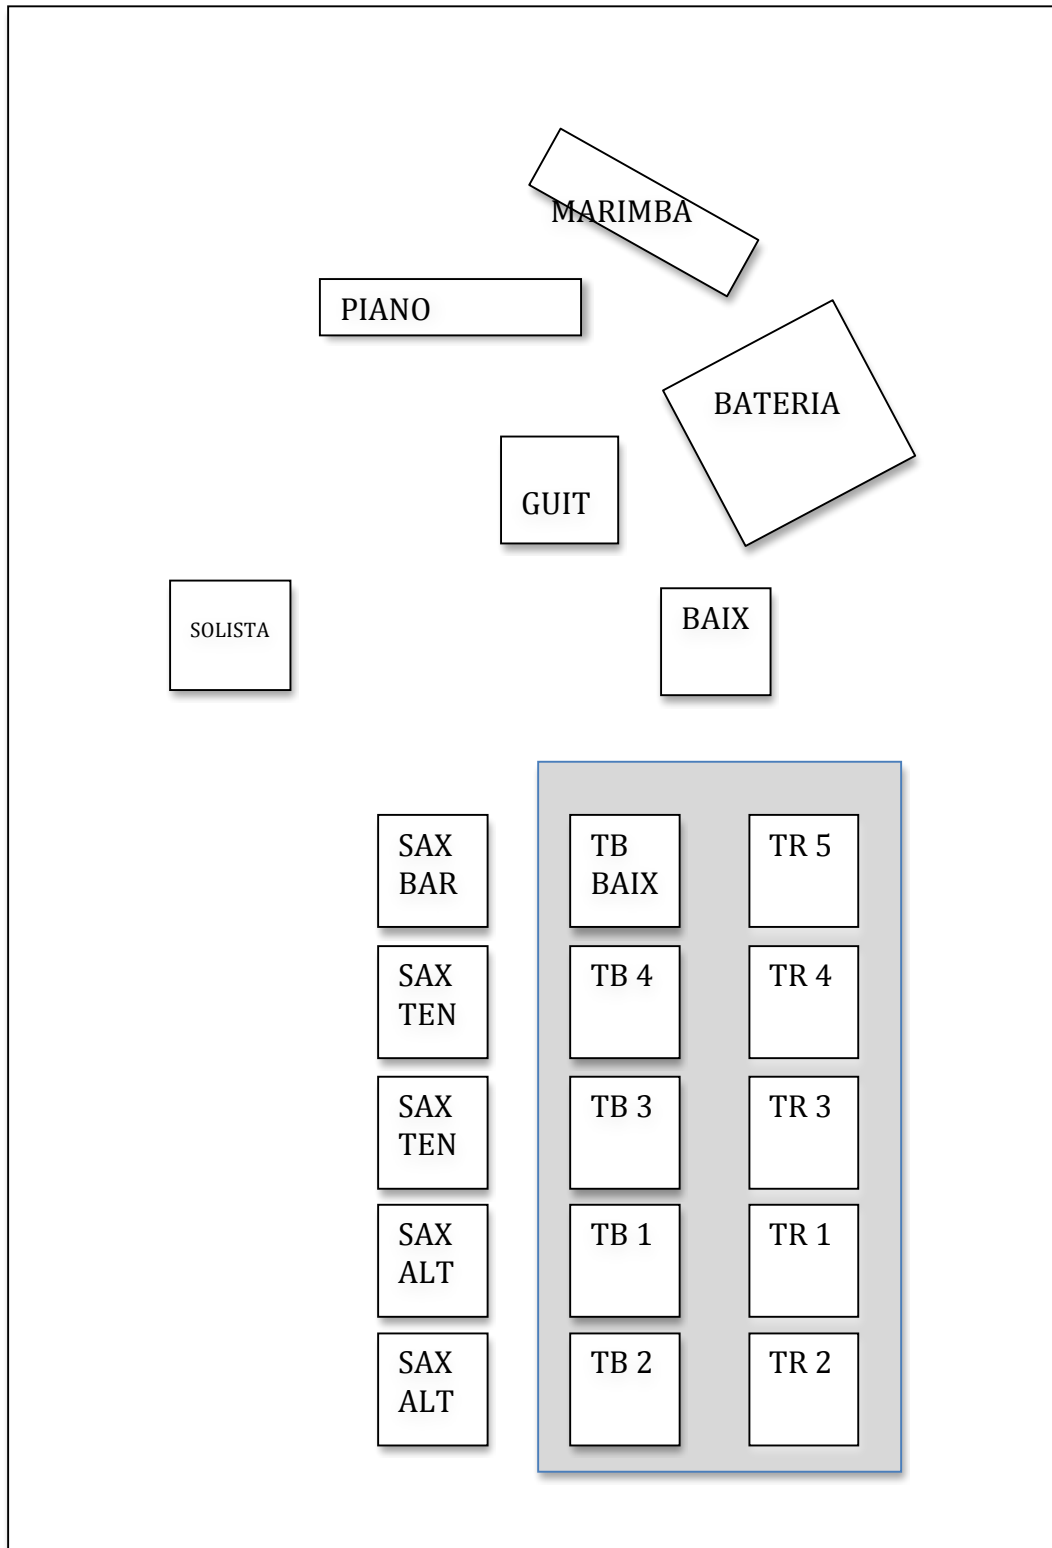 MARIMBA
PIANO
BATERIA
GUIT
SOLISTA
BAIX
SAX
BAR
TB
BAIX
TR 5
SAX
TEN
TB 4
TR 4
SAX
TEN
TB 3
TR 3
SAX
ALT
TB 1
TR 1
SAX
ALT
TB 2
TR 2